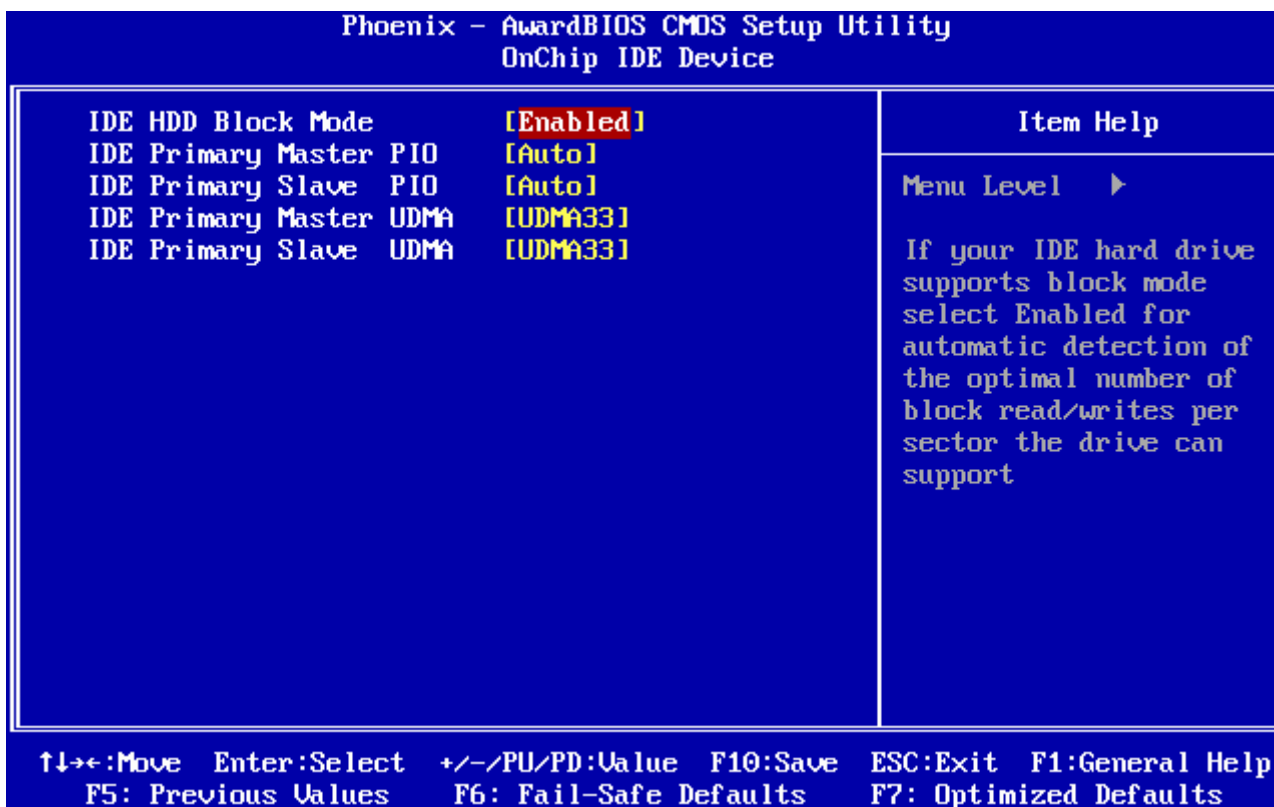 Phoenix - AwardBIOS CMOS Setup Utility
OnChip IDE Device
IDE HDD Block Mode [Enabled]
IDE Primary Master PIO [Auto]
IDE Primary Slave PIO [Auto]
IDE Primary Master UDMA [UDMA33]
IDE Primary Slave UDMA [UDMA33]
Item Help
Menu Level ▶
If your IDE hard drive
supports block mode
select Enabled for
automatic detection of
the optimal number of
block read/writes per
sector the drive can
support
↑↓→←:Move Enter:Select +/-/PU/PD:Value F10:Save ESC:Exit F1:General Help
F5: Previous Values F6: Fail-Safe Defaults F7: Optimized Defaults